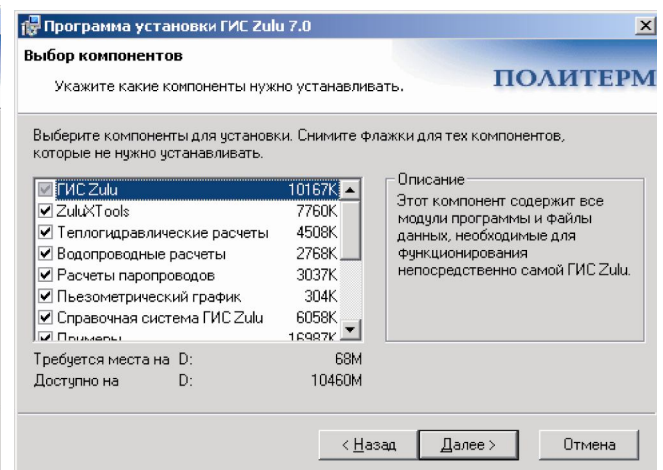 Программа установки ГИС Zulu 7.0
Выбор компонентов
Укажите какие компоненты нужно устанавливать.
ПОЛИТЕРМ
Выберите компоненты для установки. Снимите флажки для тех компонентов,
которые не нужно устанавливать.
ГИС Zulu 10167K
ZuluXTools 7760K
Теплогидравлические расчеты 4508K
Водопроводные расчеты 2768K
Расчеты паропроводов 3037K
Пьезометрический график 304K
Справочная система ГИС Zulu 6058K
Примеры 16987K
Описание
Этот компонент содержит все
модули программы и файлы
данных, необходимые для
функционирования
непосредственно самой ГИС Zulu.
Требуется места на D: 68M
Доступно на D: 10460M
< Назад
Далее >
Отмена